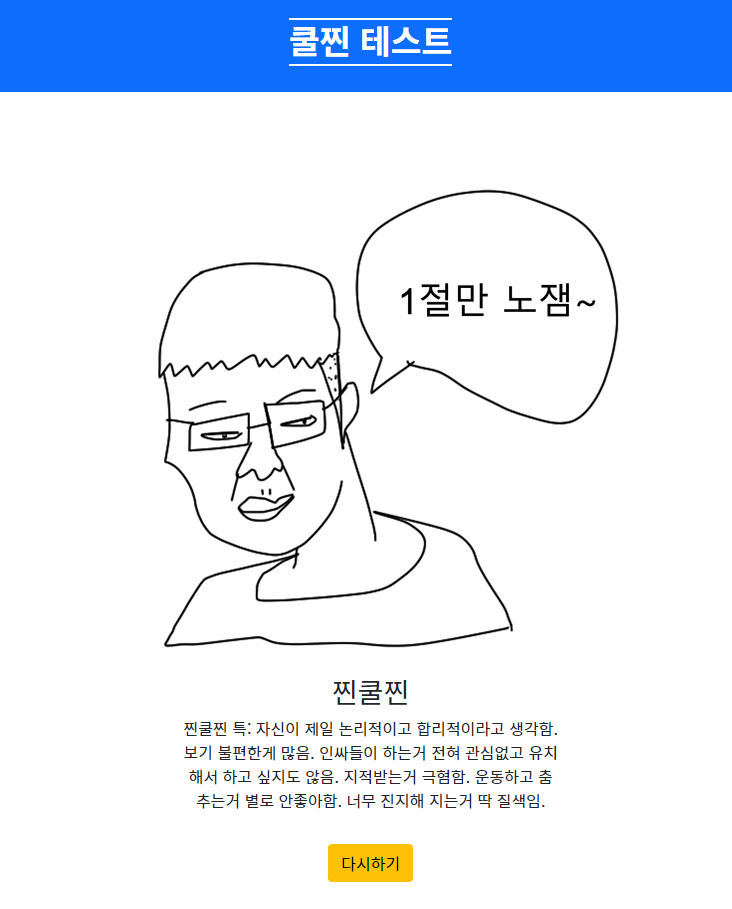 쿨찐 테스트
1절만 노잼~
찐쿨찐
찐쿨찐 특: 자신이 제일 논리적이고 합리적이라고 생각함.
보기 불편한게 많음. 인싸들이 하는거 전혀 관심없고 유치
해서 하고 싶지도 않음. 지적받는거 극혐함. 운동하고 춤
추는거 별로 안좋아함. 너무 진지해 지는거 딱 질색임.
다시하기